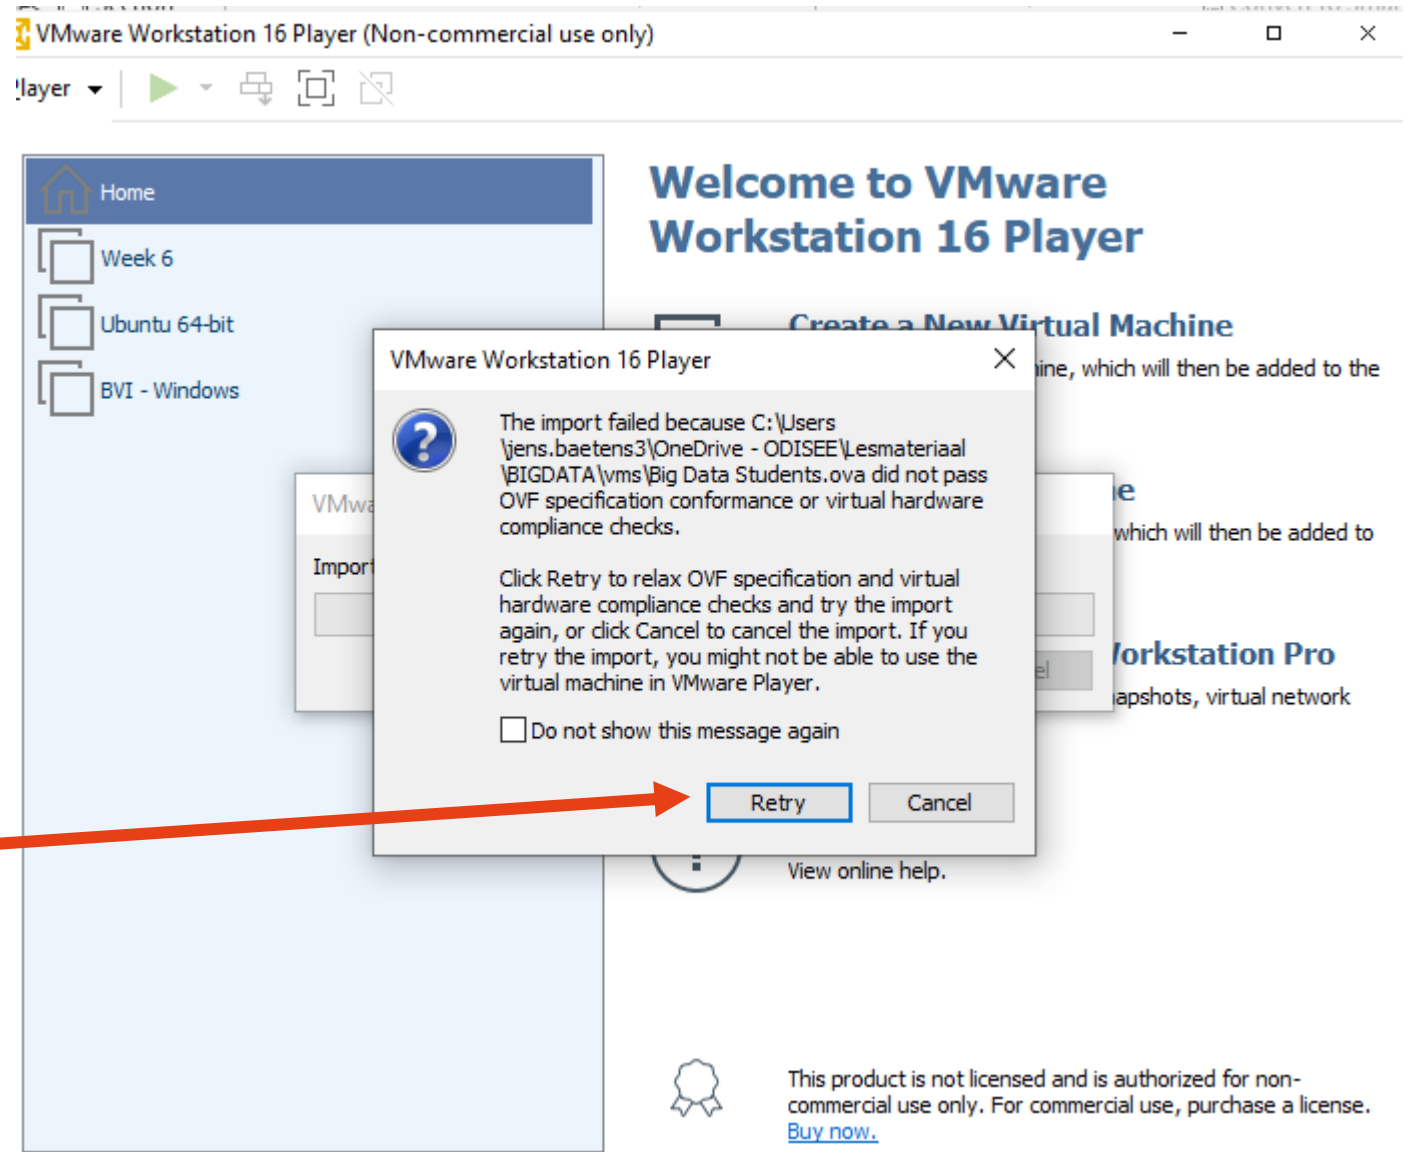 VMware Workstation 16 Player (Non-commercial use only)
Player
Home
Week 6
Ubuntu 64-bit
BVI - Windows
Welcome to VMware
Workstation 16 Player
Create a New Virtual Machine
which will then be added to the
which will then be added to
Workstation Pro
virtual network
View online help.
This product is not licensed and is authorized for non-
commercial use only. For commercial use, purchase a license.
Buy now.
VMware Workstation 16 Player
The import failed because C:\Users
\jens.baetens3\OneDrive - ODISEE\Lesmateriaal
\BIGDATA\vms\Big Data Students.ova did not pass
OVF specification conformance or virtual hardware
compliance checks.
Click Retry to relax OVF specification and virtual
hardware compliance checks and try the import
again, or click Cancel to cancel the import. If you
retry the import, you might not be able to use the
virtual machine in VMware Player.
Do not show this message again
Retry
Cancel